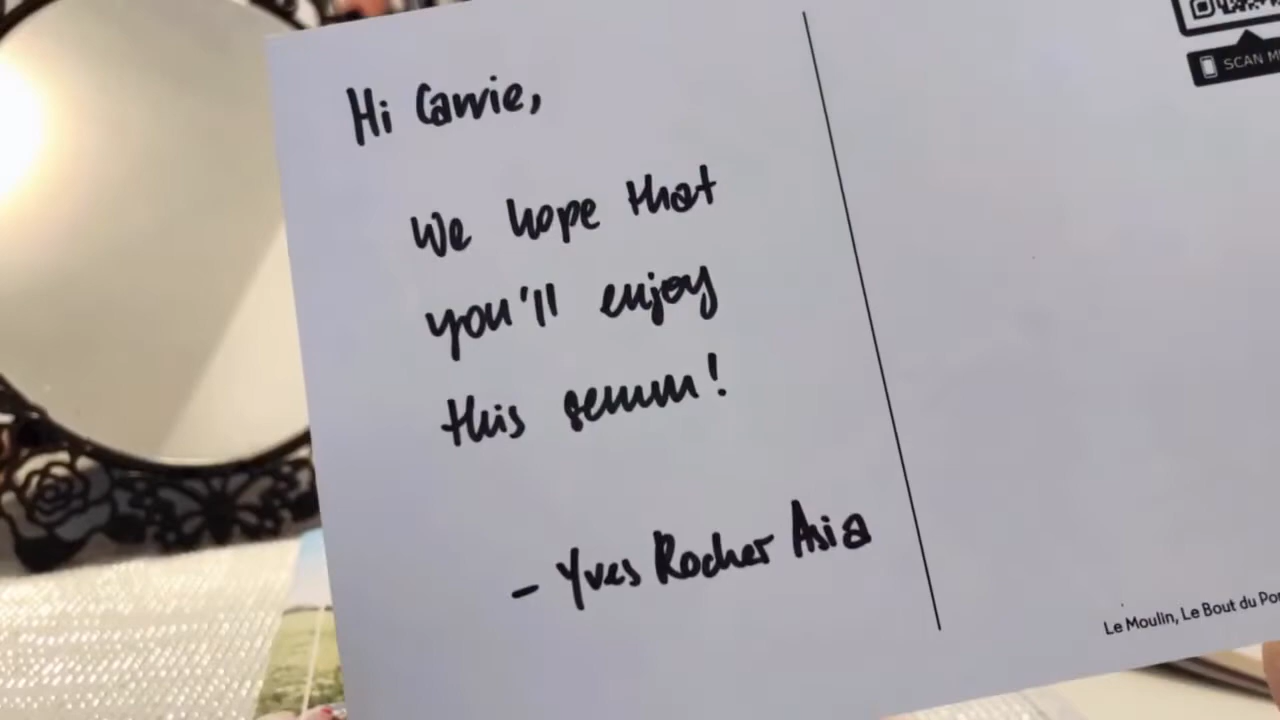 Hi Carrie,
We hope that
you'll enjoy
this serum!
- Yves Rocher Asia
SCAN
Le Moulin, Le Bout du